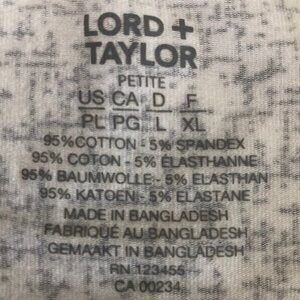 LORD +
TAYLOR
PETITE
US CA D F
PL PG L XL
95% COTTON - 5% SPANDEX
95% COTON - 5% ELASTHANNE
95% BAUMWOLLE - 5% ELASTHAN
95% KATOEN - 5% ELASTANE
MADE IN BANGLADESH
FABRIQUÉ AU BANGLADESH
GEMAAKT IN BANGLADESH
RN 123455
CA 00234